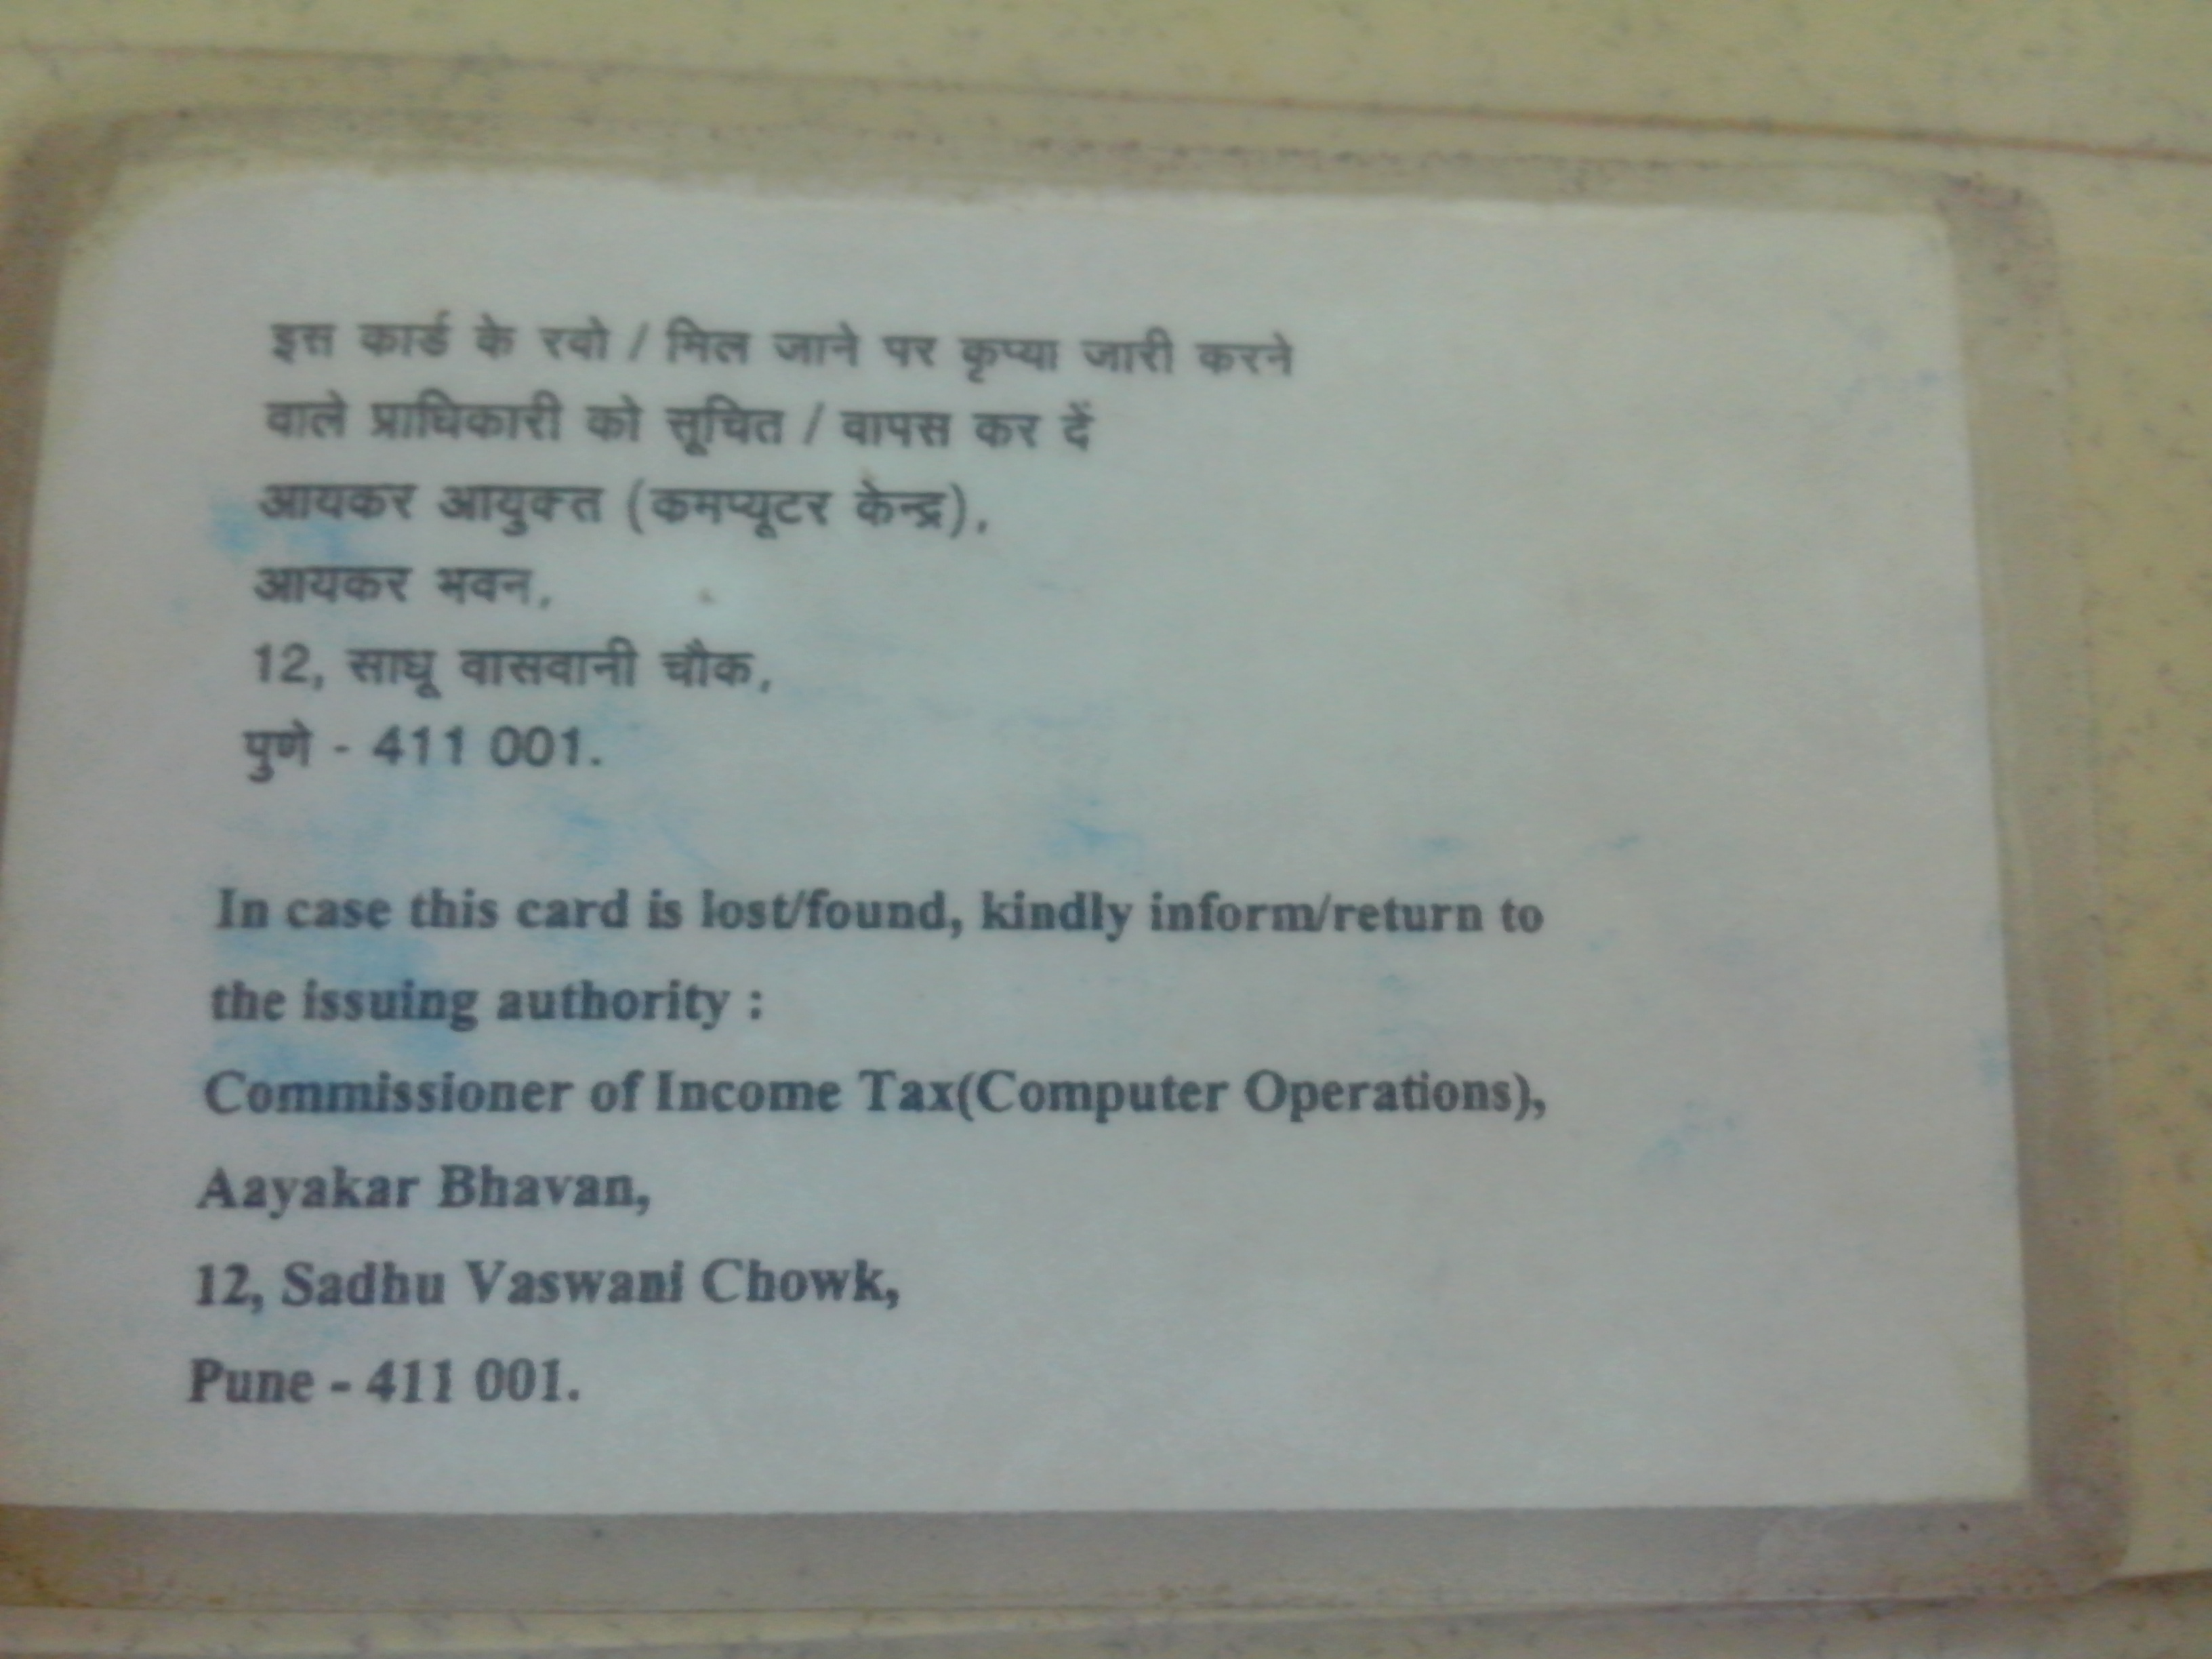 इस कार्ड के रवो / मिल जाने पर कृप्या जारी करने
वाले प्राधिकारी को सूचित / वापस कर दें
आयकर आयुक्त (कमप्यूटर केन्द्र),
आयकर भवन,
12, साधू वासवानी चौक,
पुणे - 411 001.
In case this card is lost/found, kindly inform/return to
the issuing authority :
Commissioner of Income Tax(Computer Operations),
Aayakar Bhavan,
12, Sadhu Vaswani Chowk,
Pune - 411 001.